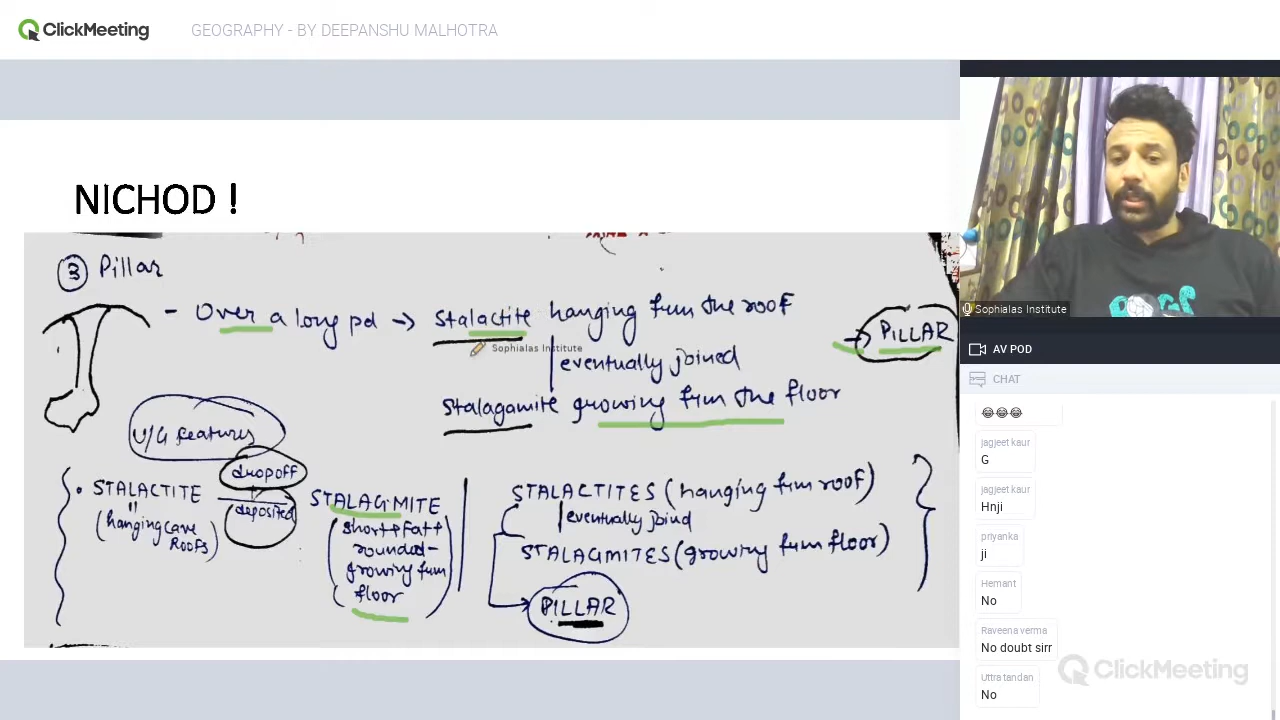 ClickMeeting
GEOGRAPHY - BY DEEPANSHU MALHOTRA
NICHOD !
③ Pillar
- Over a long pd → Stalactite hanging frm the roof
Sophialas Institute
eventually joined
→ PILLAR
Stalagamite growing frm the floor
U/G features
• STALACTITE
(hanging cave
Roofs)
dropoff
deposited
STALAGMITE
(short+fat+
rounded-
growing frm
floor
STALACTITES (hanging frm roof)
eventually joind
STALAGMITES (growing frm floor)
PILLAR
Sophialas Institute
AV POD
CHAT
😂😂😂
jagjeet kaur
G
jagjeet kaur
Hnji
priyanka
ji
Hemant
No
Raveena verma
No doubt sirr
Uttra tandan
No
ClickMeeting